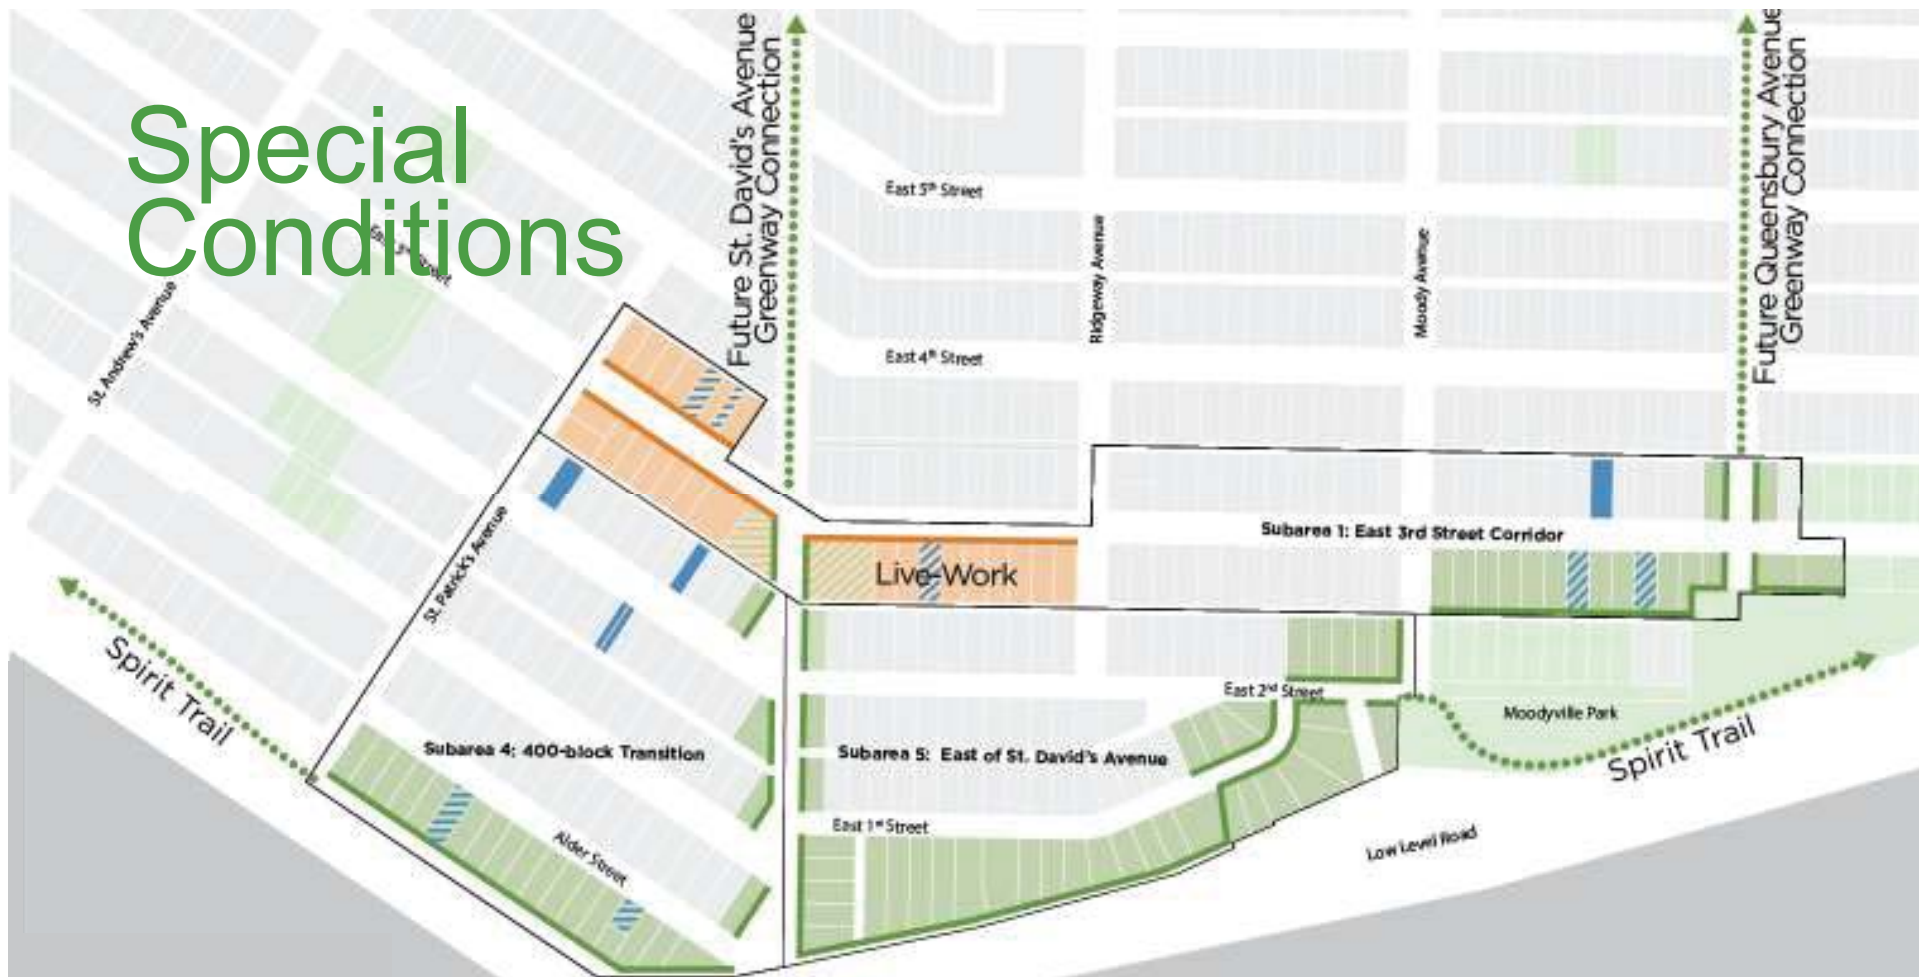 Special
Conditions
Future St. David's Avenue
Greenway Connection
Future Queensbury Avenue
Greenway Connection
East 5th Street
East 3rd Street
St. Andrew's Avenue
Ridgeway Avenue
Moody Avenue
East 4th Street
Subarea 1: East 3rd Street Corridor
Live-Work
St. Patrick's Avenue
Spirit Trail
East 2nd Street
Moodyville Park
Spirit Trail
Subarea 4: 400-block Transition
Subarea 5: East of St. David's Avenue
East 1st Street
Alder Street
Low Level Road